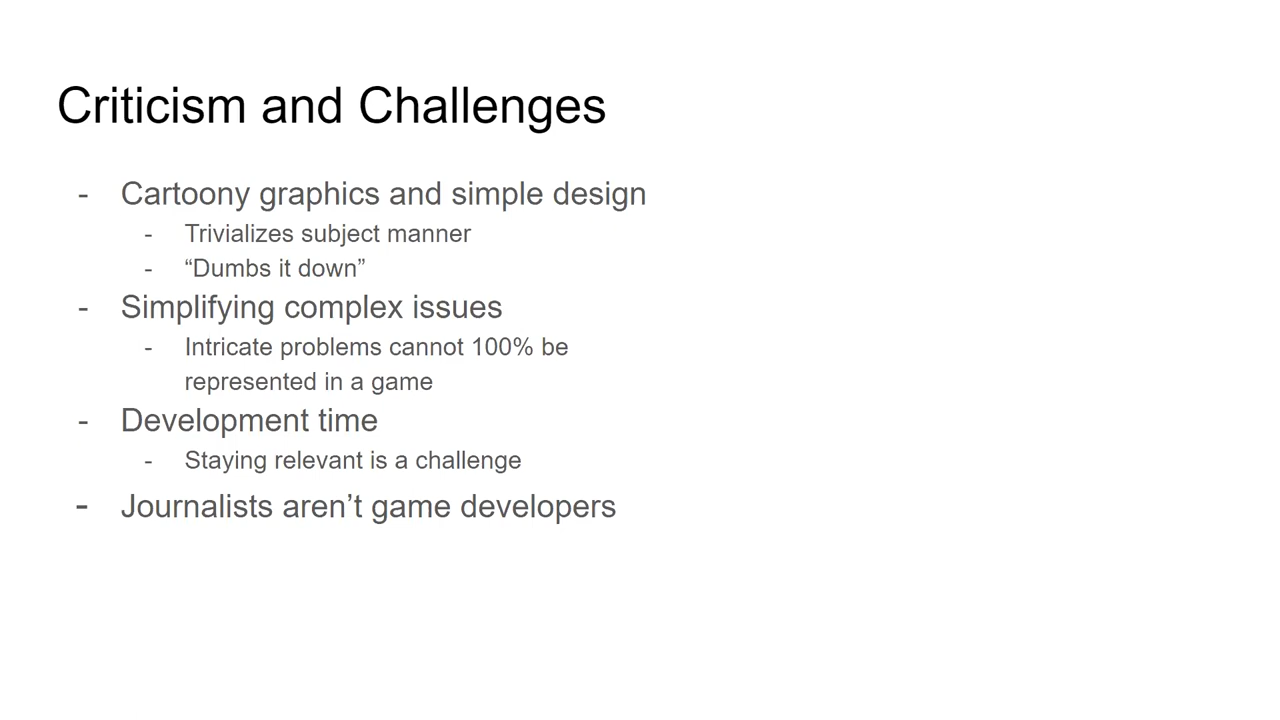 Criticism and Challenges
- Cartoony graphics and simple design
- Trivializes subject manner
- “Dumbs it down”
- Simplifying complex issues
- Intricate problems cannot 100% be
represented in a game
- Development time
- Staying relevant is a challenge
- Journalists aren’t game developers